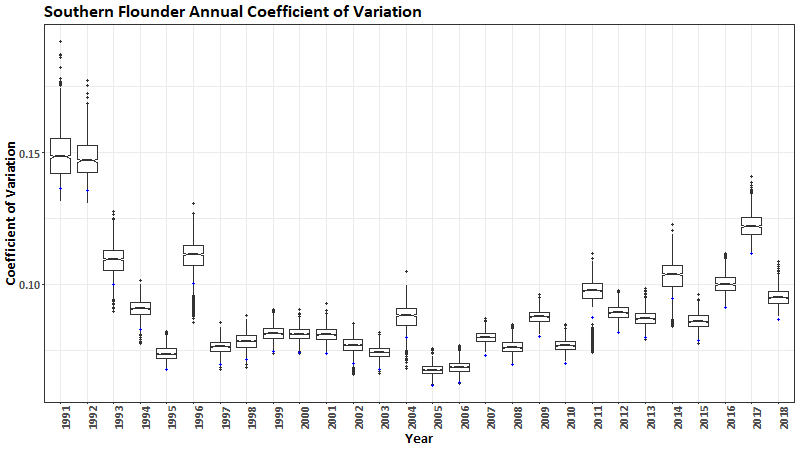 Southern Flounder Annual Coefficient of Variation
Coefficient of Variation
0.15
0.10
1991 1992 1993 1994 1995 1996 1997 1998 1999 2000 2001 2002 2003 2004 2005 2006 2007 2008 2009 2010 2011 2012 2013 2014 2015 2016 2017 2018
Year